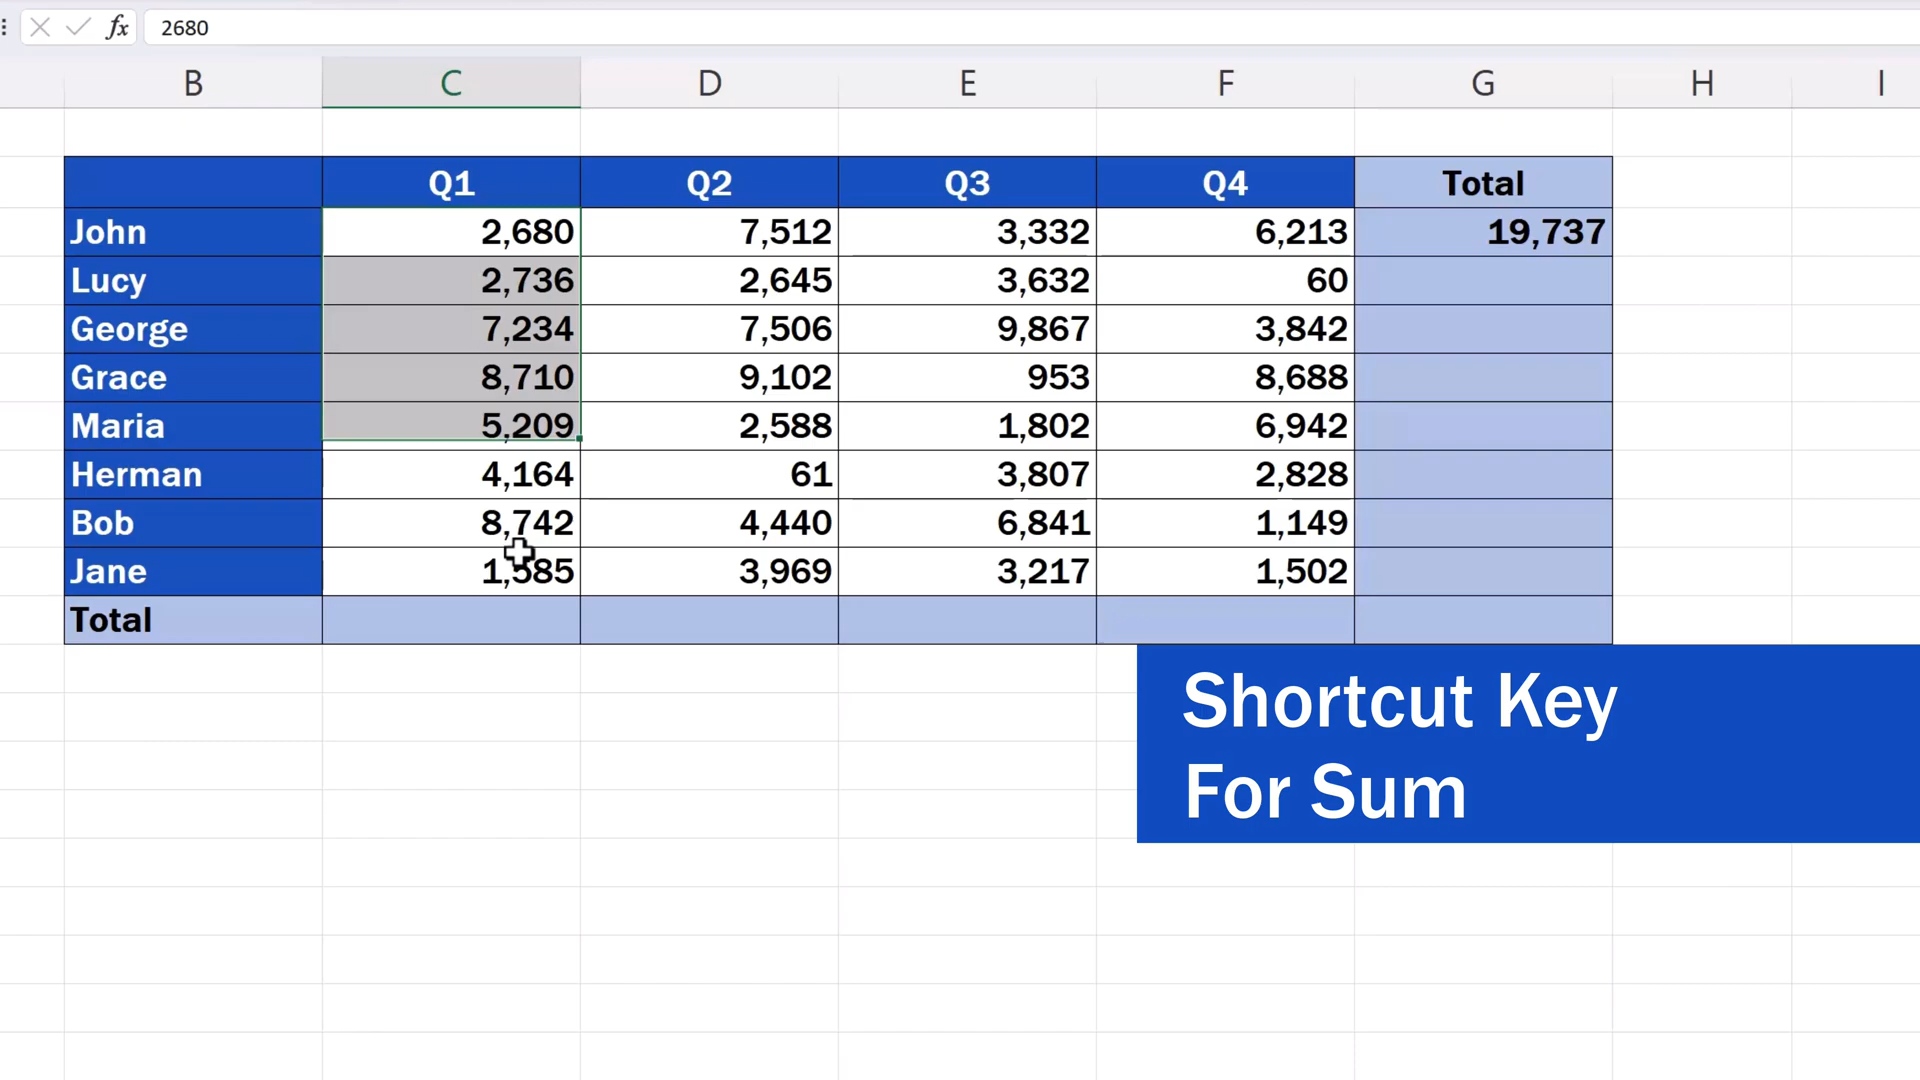 fx 2680
B C D E F G H I
Q1 Q2 Q3 Q4 Total
John 2,680 7,512 3,332 6,213 19,737
Lucy 2,736 2,645 3,632 60
George 7,234 7,506 9,867 3,842
Grace 8,710 9,102 953 8,688
Maria 5,209 2,588 1,802 6,942
Herman 4,164 61 3,807 2,828
Bob 8,742 4,440 6,841 1,149
Jane 1,585 3,969 3,217 1,502
Total
Shortcut Key
For Sum